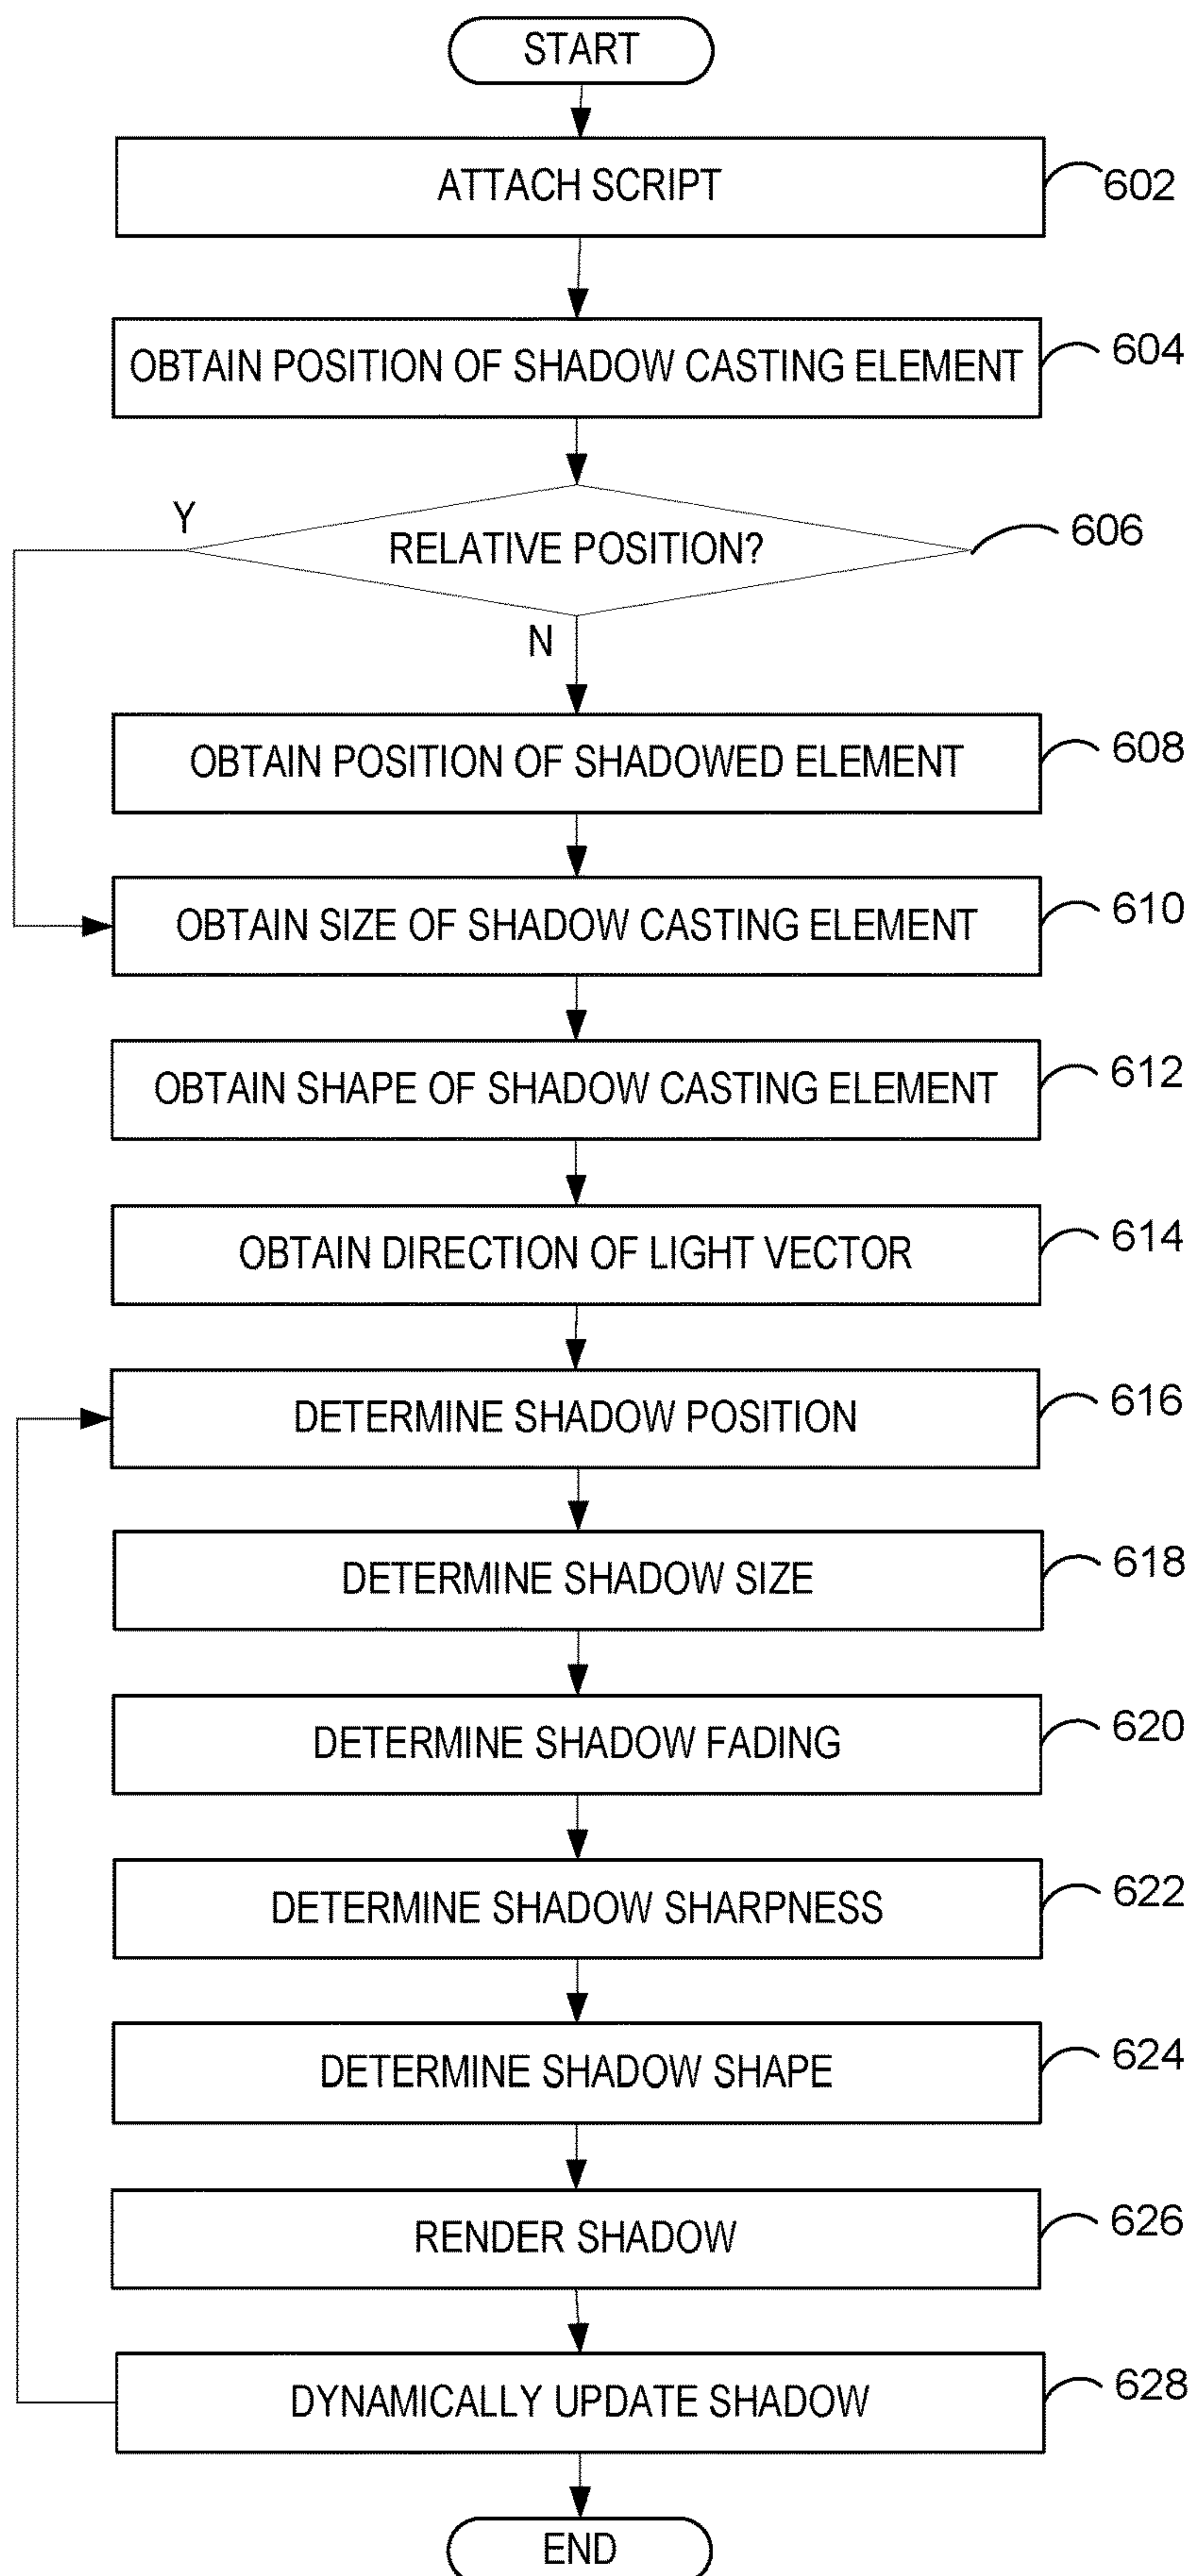 START
ATTACH SCRIPT
602
OBTAIN POSITION OF SHADOW CASTING ELEMENT
604
Y
RELATIVE POSITION?
606
N
OBTAIN POSITION OF SHADOWED ELEMENT
608
OBTAIN SIZE OF SHADOW CASTING ELEMENT
610
OBTAIN SHAPE OF SHADOW CASTING ELEMENT
612
OBTAIN DIRECTION OF LIGHT VECTOR
614
DETERMINE SHADOW POSITION
616
DETERMINE SHADOW SIZE
618
DETERMINE SHADOW FADING
620
DETERMINE SHADOW SHARPNESS
622
DETERMINE SHADOW SHAPE
624
RENDER SHADOW
626
DYNAMICALLY UPDATE SHADOW
628
END